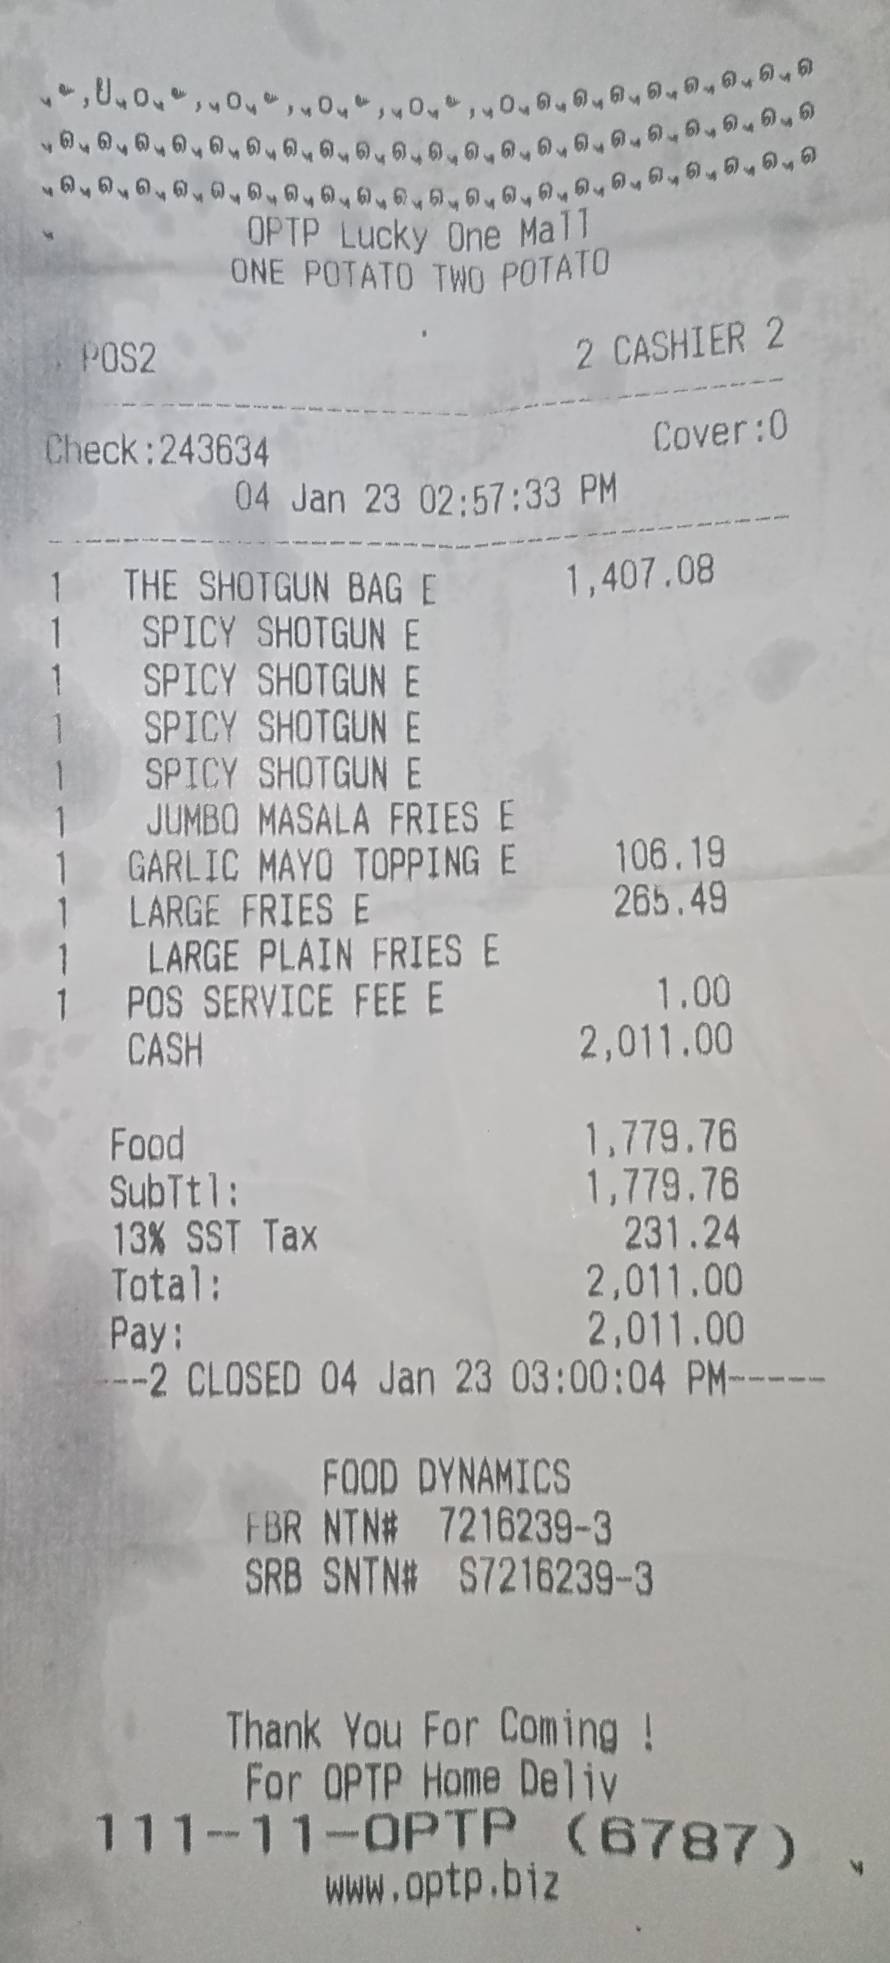 OPTP Lucky One Mall
ONE POTATO TWO POTATO
POS2 2 CASHIER 2
Check:243634 Cover:0
04 Jan 23 02:57:33 PM
1 THE SHOTGUN BAG E 1,407.08
1 SPICY SHOTGUN E
1 SPICY SHOTGUN E
1 SPICY SHOTGUN E
1 SPICY SHOTGUN E
1 JUMBO MASALA FRIES E
1 GARLIC MAYO TOPPING E 106.19
1 LARGE FRIES E 265.49
1 LARGE PLAIN FRIES E
1 POS SERVICE FEE E 1.00
CASH 2,011.00
Food 1,779.76
SubTtl: 1,779.76
13% SST Tax 231.24
Total: 2,011.00
Pay: 2,011.00
---2 CLOSED 04 Jan 23 03:00:04 PM-----
FOOD DYNAMICS
FBR NTN# 7216239-3
SRB SNTN# S7216239-3
Thank You For Coming !
For OPTP Home Deliv
111-11-OPTP (6787)
www.optp.biz